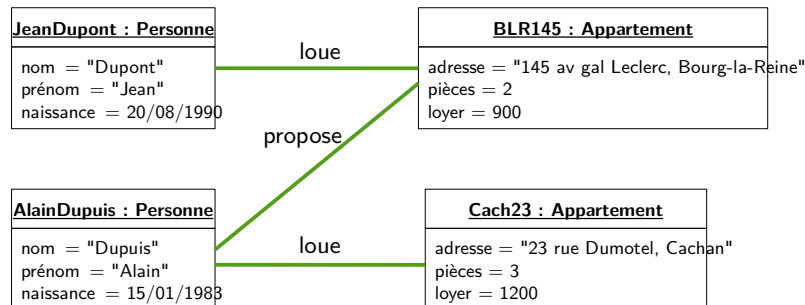 JeanDupont : Personne
nom = "Dupont"
prénom = "Jean"
naissance = 20/08/1990
loue
BLR145 : Appartement
adresse = "145 av gal Leclerc, Bourg-la-Reine"
pièces = 2
loyer = 900
propose
AlainDupuis : Personne
nom = "Dupuis"
prénom = "Alain"
naissance = 15/01/1983
loue
Cach23 : Appartement
adresse = "23 rue Dumotel, Cachan"
pièces = 3
loyer = 1200